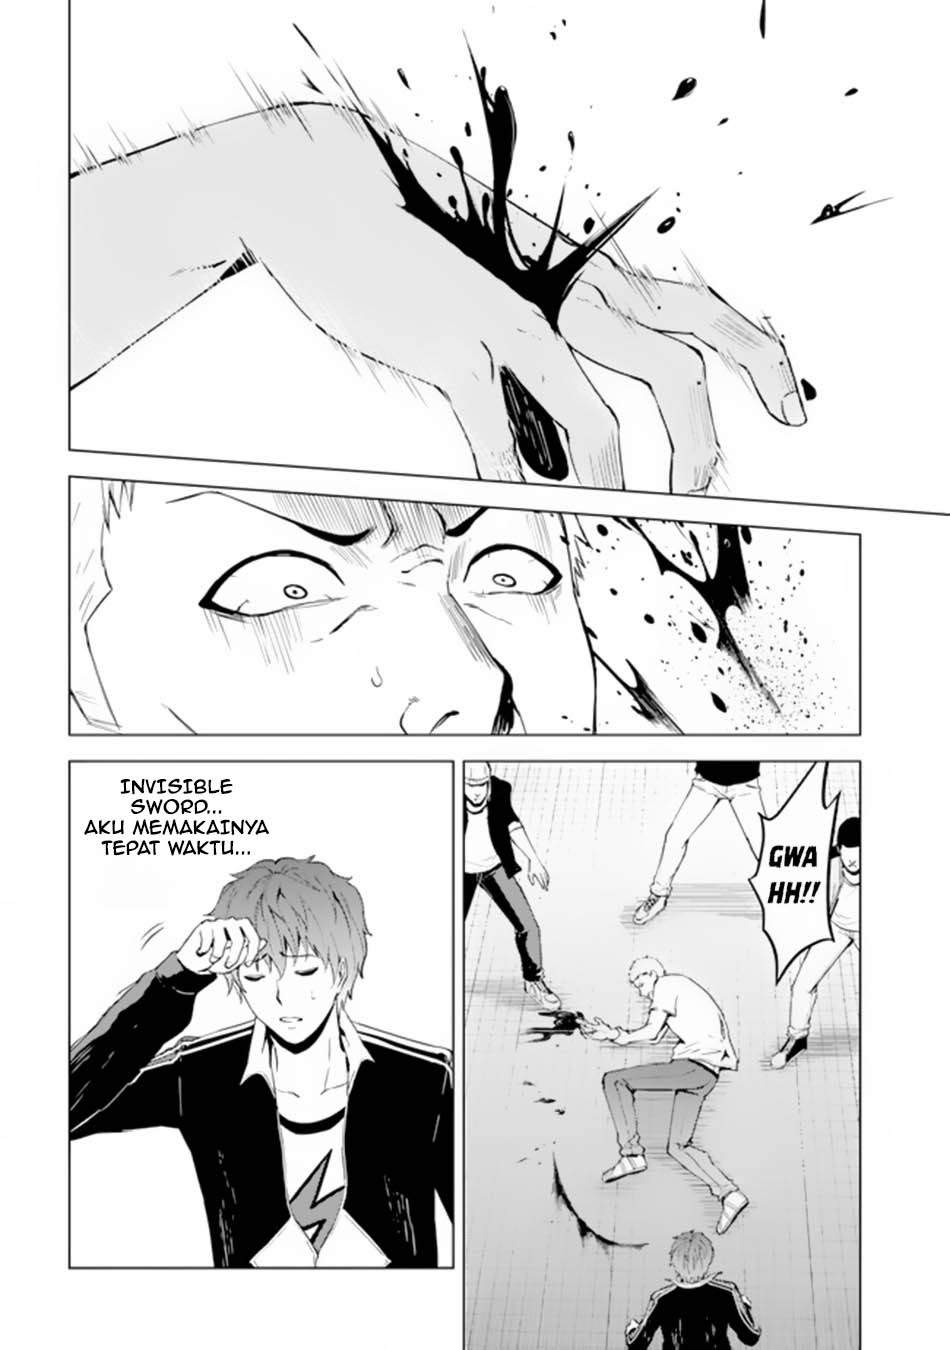 INVISIBLE
SWORD...
AKU MEMAKAINYA
TEPAT WAKTU...
GWA
HH!!